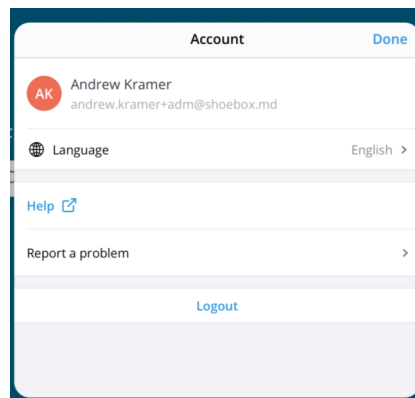 Account
Done
AK
Andrew Kramer
andrew.kramer+adm@shoebox.md
Language
English
Help
Report a problem
Logout